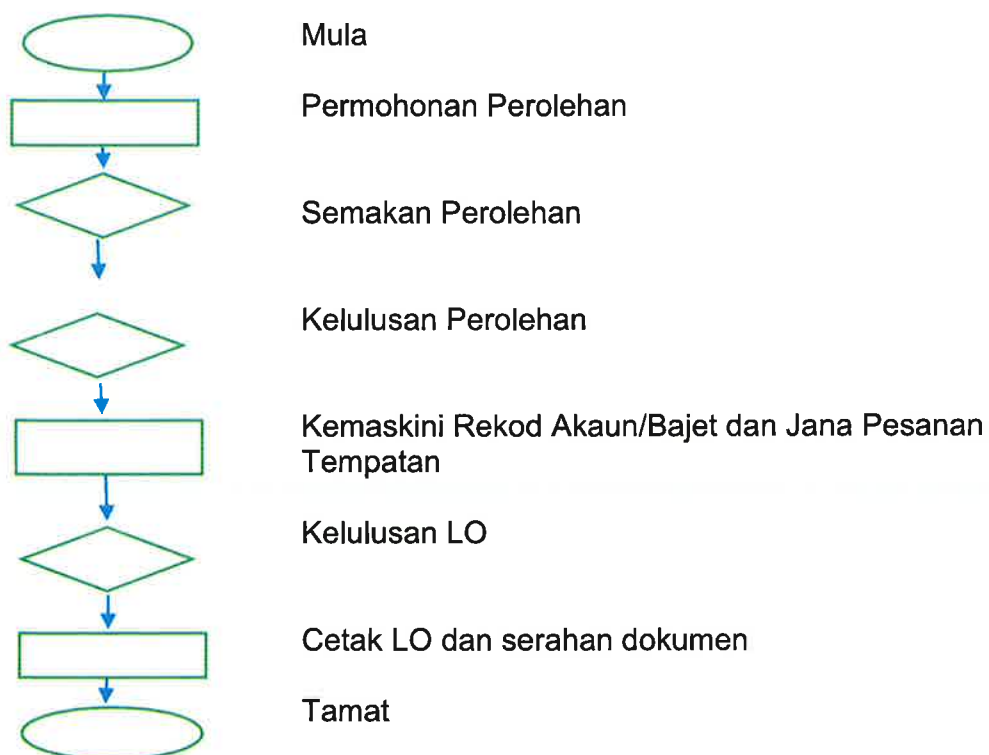 Mula
Permohonan Perolehan
Semakan Perolehan
Kelulusan Perolehan
Kemaskini Rekod Akaun/Bajet dan Jana Pesanan
Tempatan
Kelulusan LO
Cetak LO dan serahan dokumen
Tamat